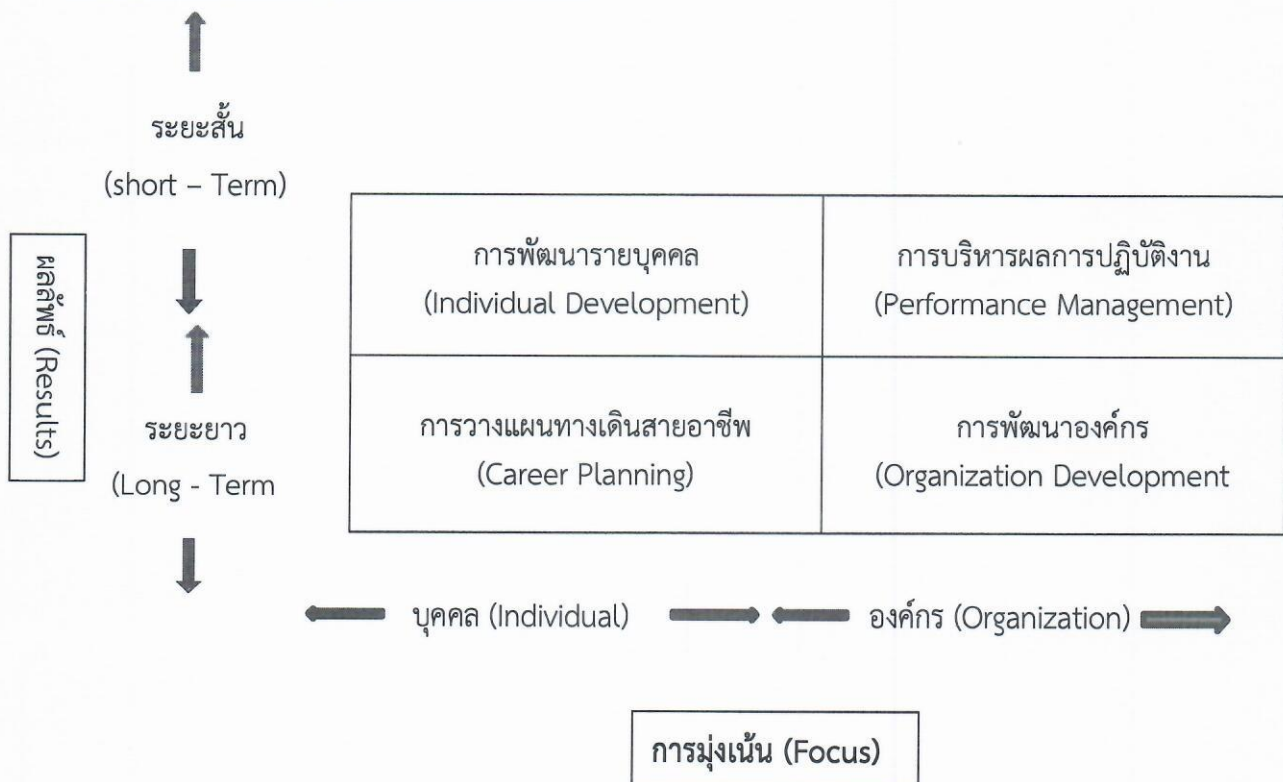 ระยะสั้น
(short – Term)
ผลลัพธ์ (Results)
ระยะยาว
(Long - Term
การพัฒนารายบุคคล
(Individual Development)
การบริหารผลการปฏิบัติงาน
(Performance Management)
การวางแผนทางเดินสายอาชีพ
(Career Planning)
การพัฒนาองค์กร
(Organization Development
บุคคล (Individual)
องค์กร (Organization)
การมุ่งเน้น (Focus)